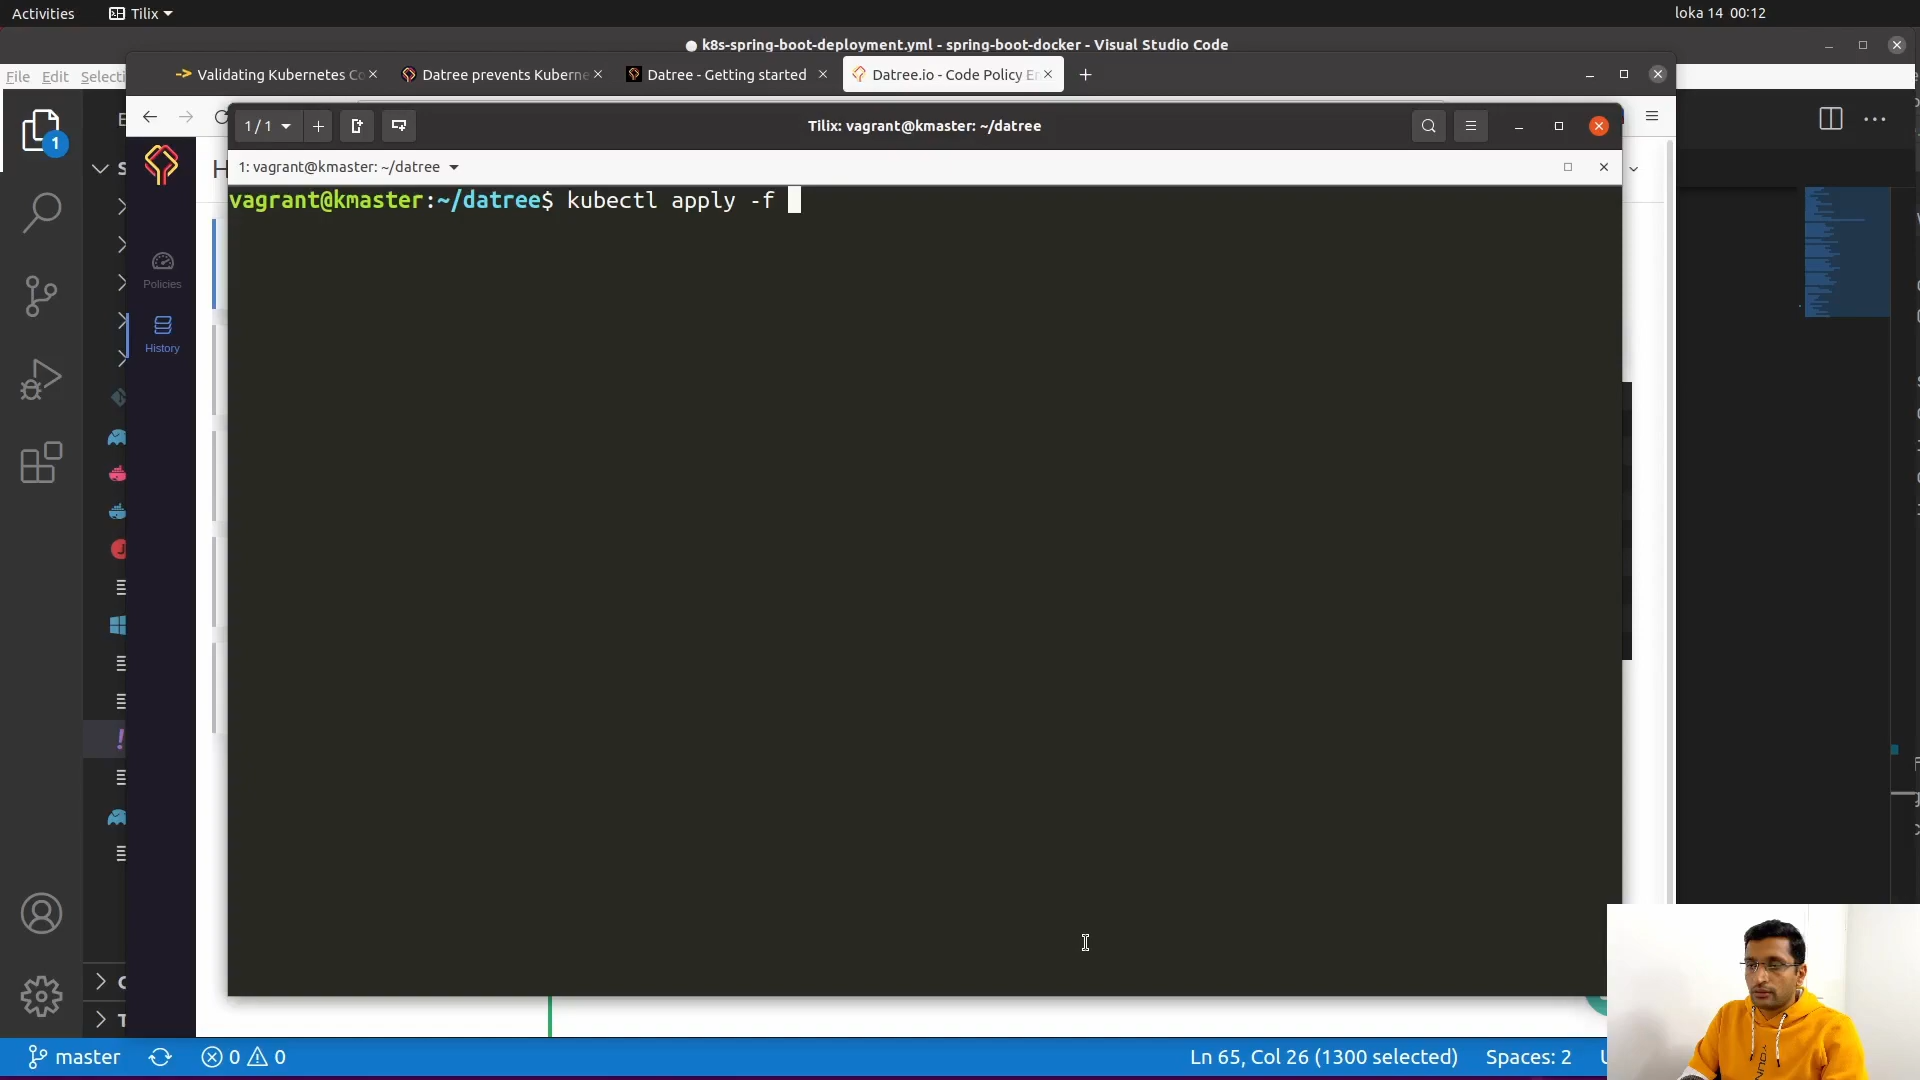 Activities
Tilix
loka 14 00:12
● k8s-spring-boot-deployment.yml - spring-boot-docker - Visual Studio Code
File Edit Selecti
Validating Kubernetes Co
Datree prevents Kuberne
Datree - Getting started
Datree.io - Code Policy En
1 / 1
Tilix: vagrant@kmaster: ~/datree
1: vagrant@kmaster: ~/datree
vagrant@kmaster:~/datree$ kubectl apply -f
1
Policies
History
master
0
0
Ln 65, Col 26 (1300 selected)
Spaces: 2